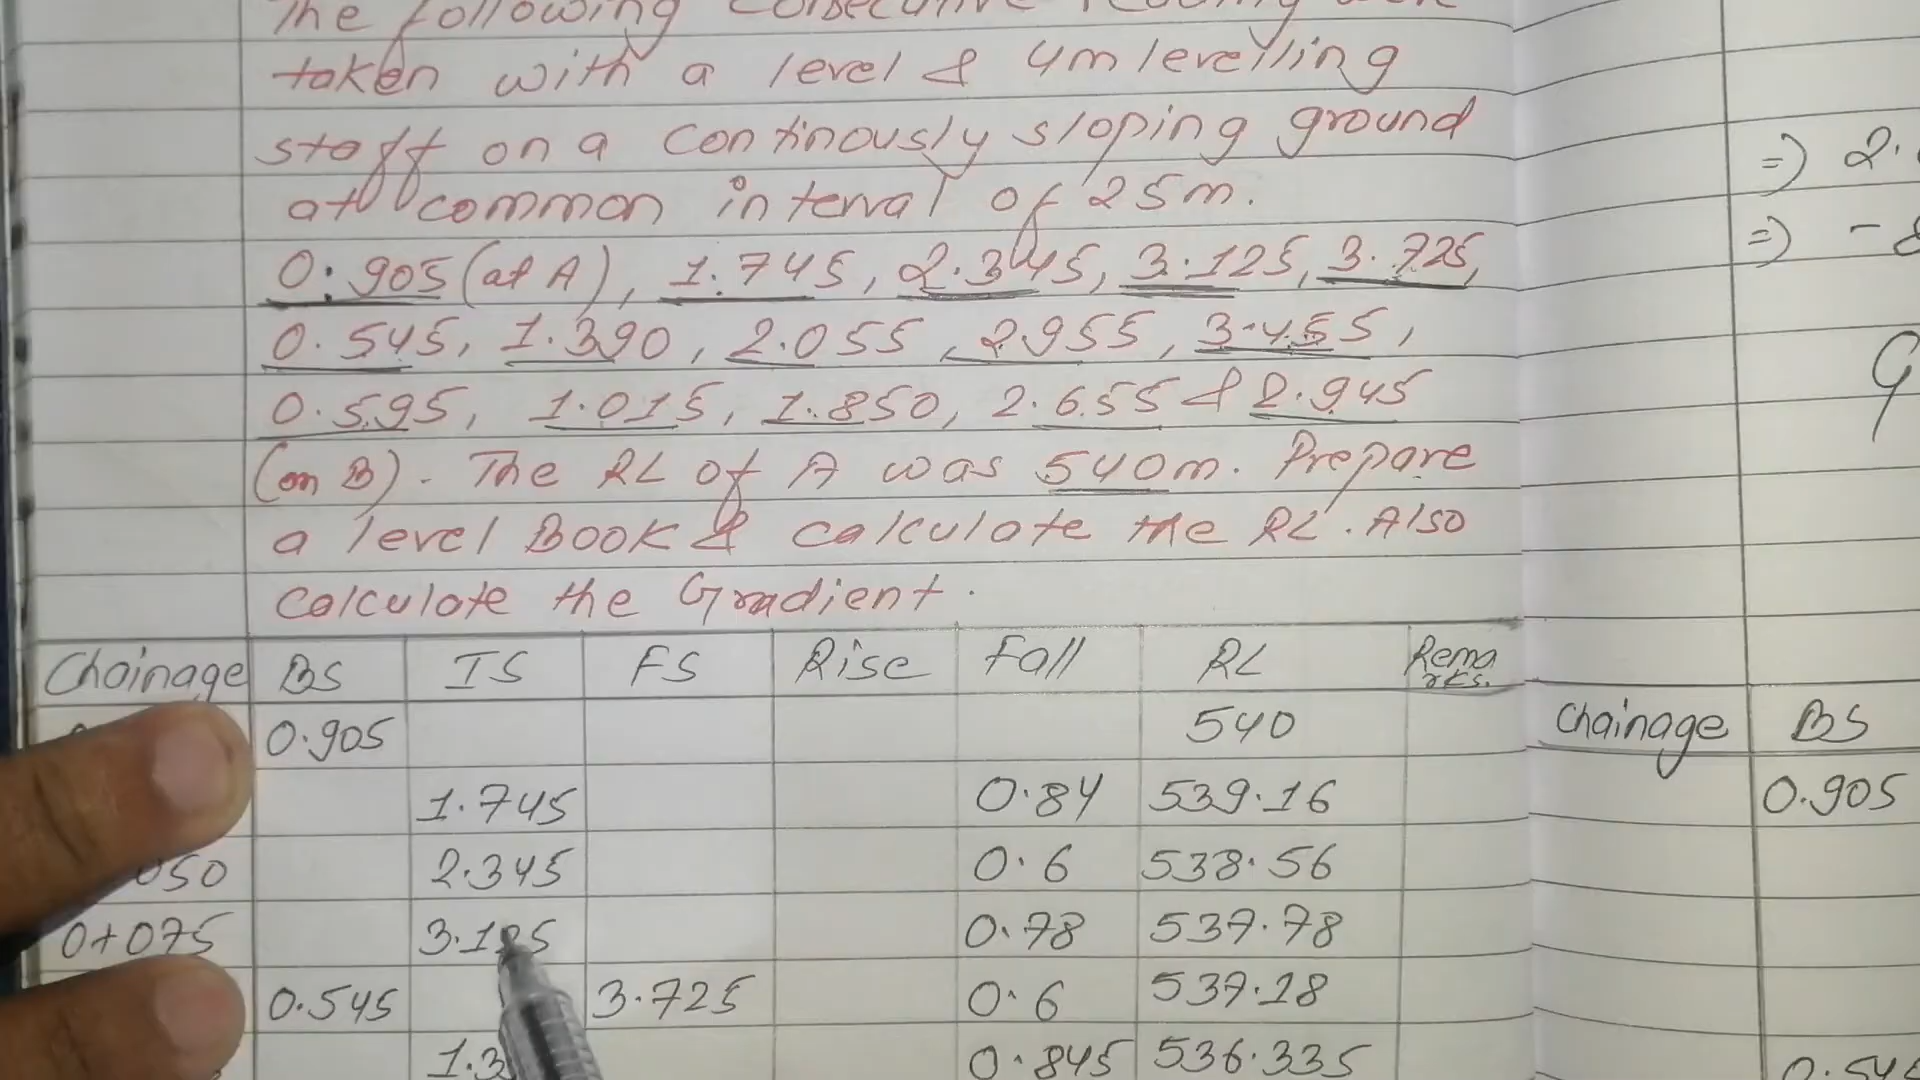 The following
taken with a level & 4m levelling
staff on a continously sloping ground
at common interval of 25m.
0.905 (at A), 1.745, 2.345, 3.125, 3.725,
0.545, 1.390, 2.055, 2.955, 3.455,
0.595, 1.015, 1.850, 2.655 & 2.945
(on B). The RL of A was 540m. Prepare
a level Book & calculate the RL. Also
calculate the Gradient.
Chainage BS IS FS Rise Fall RL Remarks.
0.905 540
1.745 0.84 539.16
050 2.345 0.6 538.56
0+075 3.125 0.78 537.78
0.545 3.725 0.6 537.18
1.3 0.845 536.335
=) 2.
=) -
G
Chainage BS
0.905